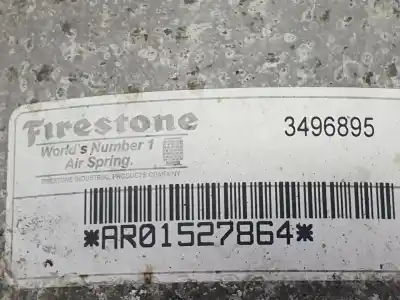 Firestone
3496895
World's Number 1
Air Spring.
FIRESTONE INDUSTRIAL PRODUCTS COMPANY
*AR01527864*